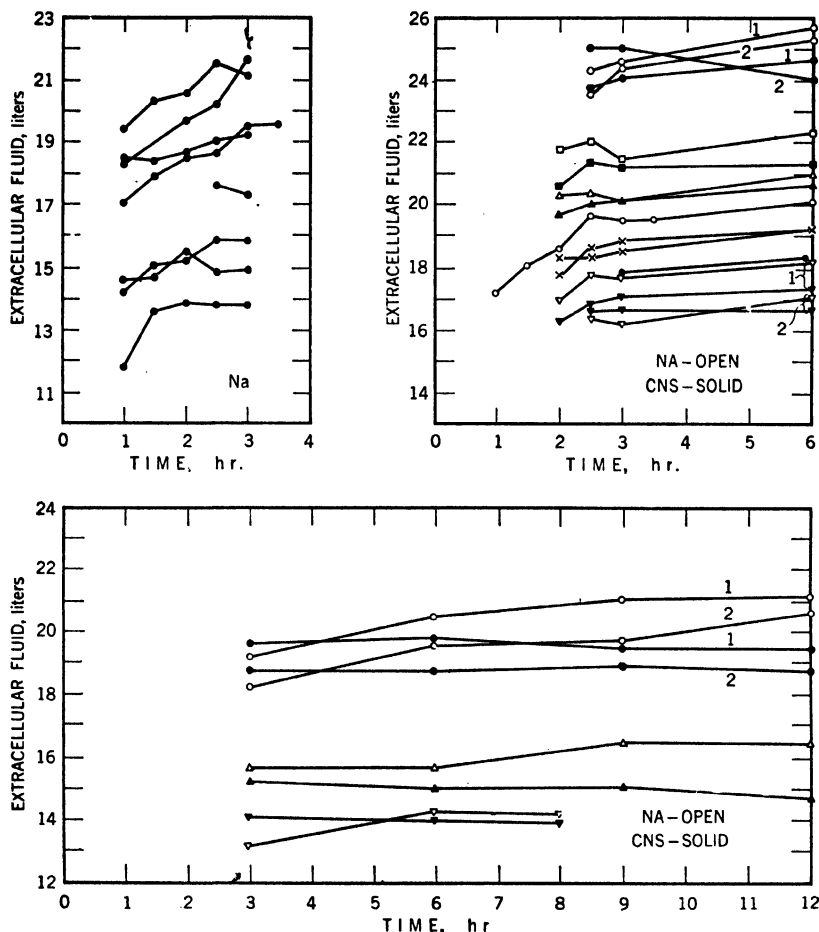 23
21
19
17
15
13
11
EXTRACELLULAR FLUID, liters
Na
0 1 2 3 4
TIME, hr.
26
24
22
20
18
16
14
EXTRACELLULAR FLUID, liters
1
2
1
2
1
2
NA – OPEN
CNS – SOLID
0 1 2 3 4 5 6
TIME, hr.
24
22
20
18
16
14
12
EXTRACELLULAR FLUID, liters
1
2
1
2
NA – OPEN
CNS – SOLID
0 1 2 3 4 5 6 7 8 9 10 11 12
TIME, hr